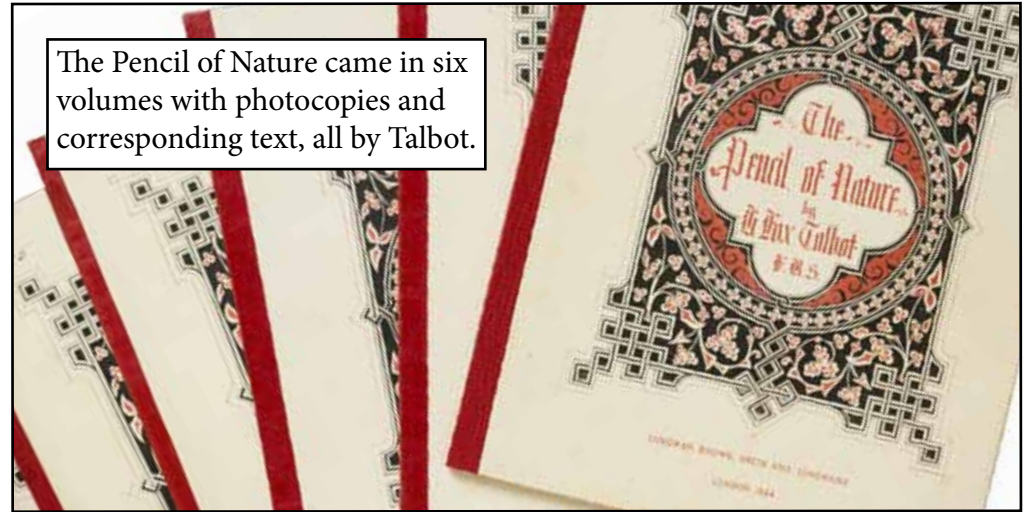 The Pencil of Nature came in six
volumes with photocopies and
corresponding text, all by Talbot.
The
Pencil of Nature
by
H Fox Talbot
F.R.S
LONGMAN BROWN, GREEN AND LONGMANS
LONDON 1844